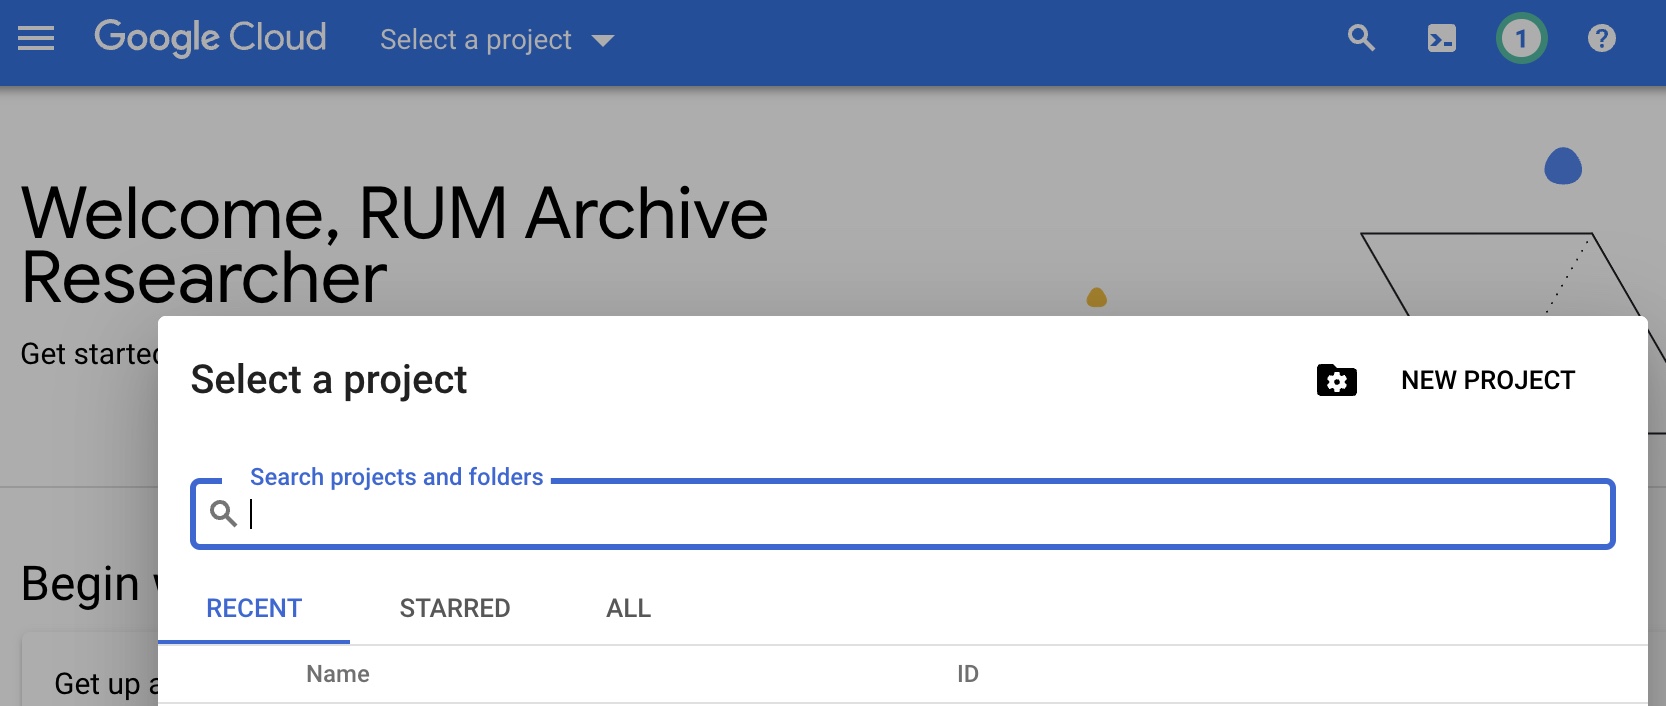 Google Cloud Select a project 1 ?
Welcome, RUM Archive
Researcher
Get started
Select a project NEW PROJECT
Search projects and folders
Begin
RECENT STARRED ALL
Name ID
Get up a